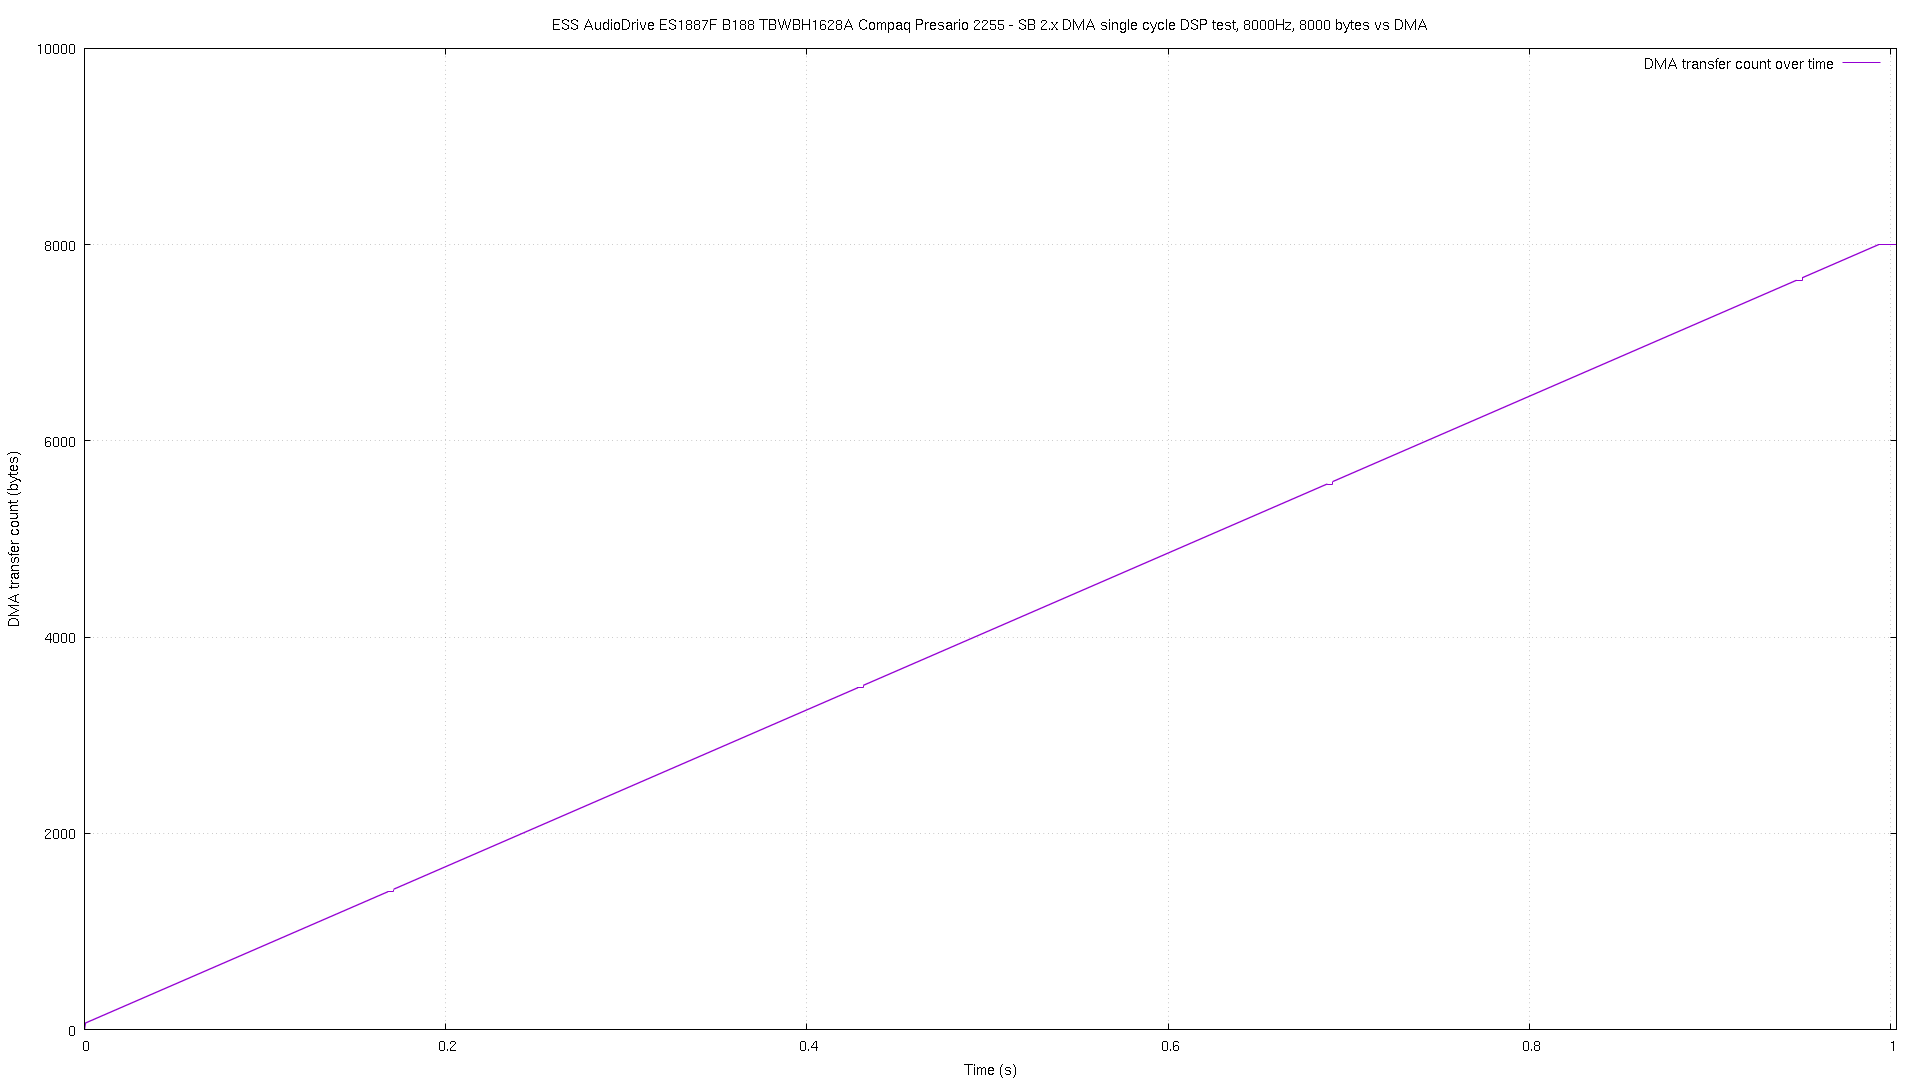 ESS AudioDrive ES1887F B188 TBWBH1628A Compaq Presario 2255 - SB 2.x DMA single cycle DSP test, 8000Hz, 8000 bytes vs DMA
DMA transfer count over time
10000
8000
6000
4000
2000
0
DMA transfer count (bytes)
0 0.2 0.4 0.6 0.8 1
Time (s)